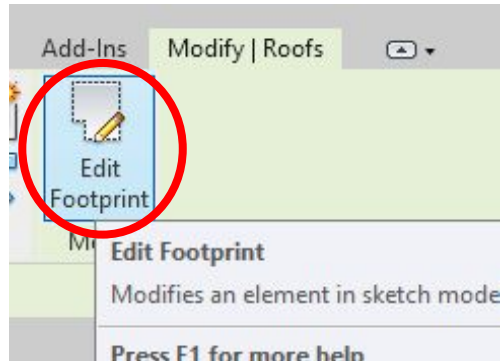 Add-Ins Modify | Roofs
Edit
Footprint
Edit Footprint
Modifies an element in sketch mode
Press F1 for more help